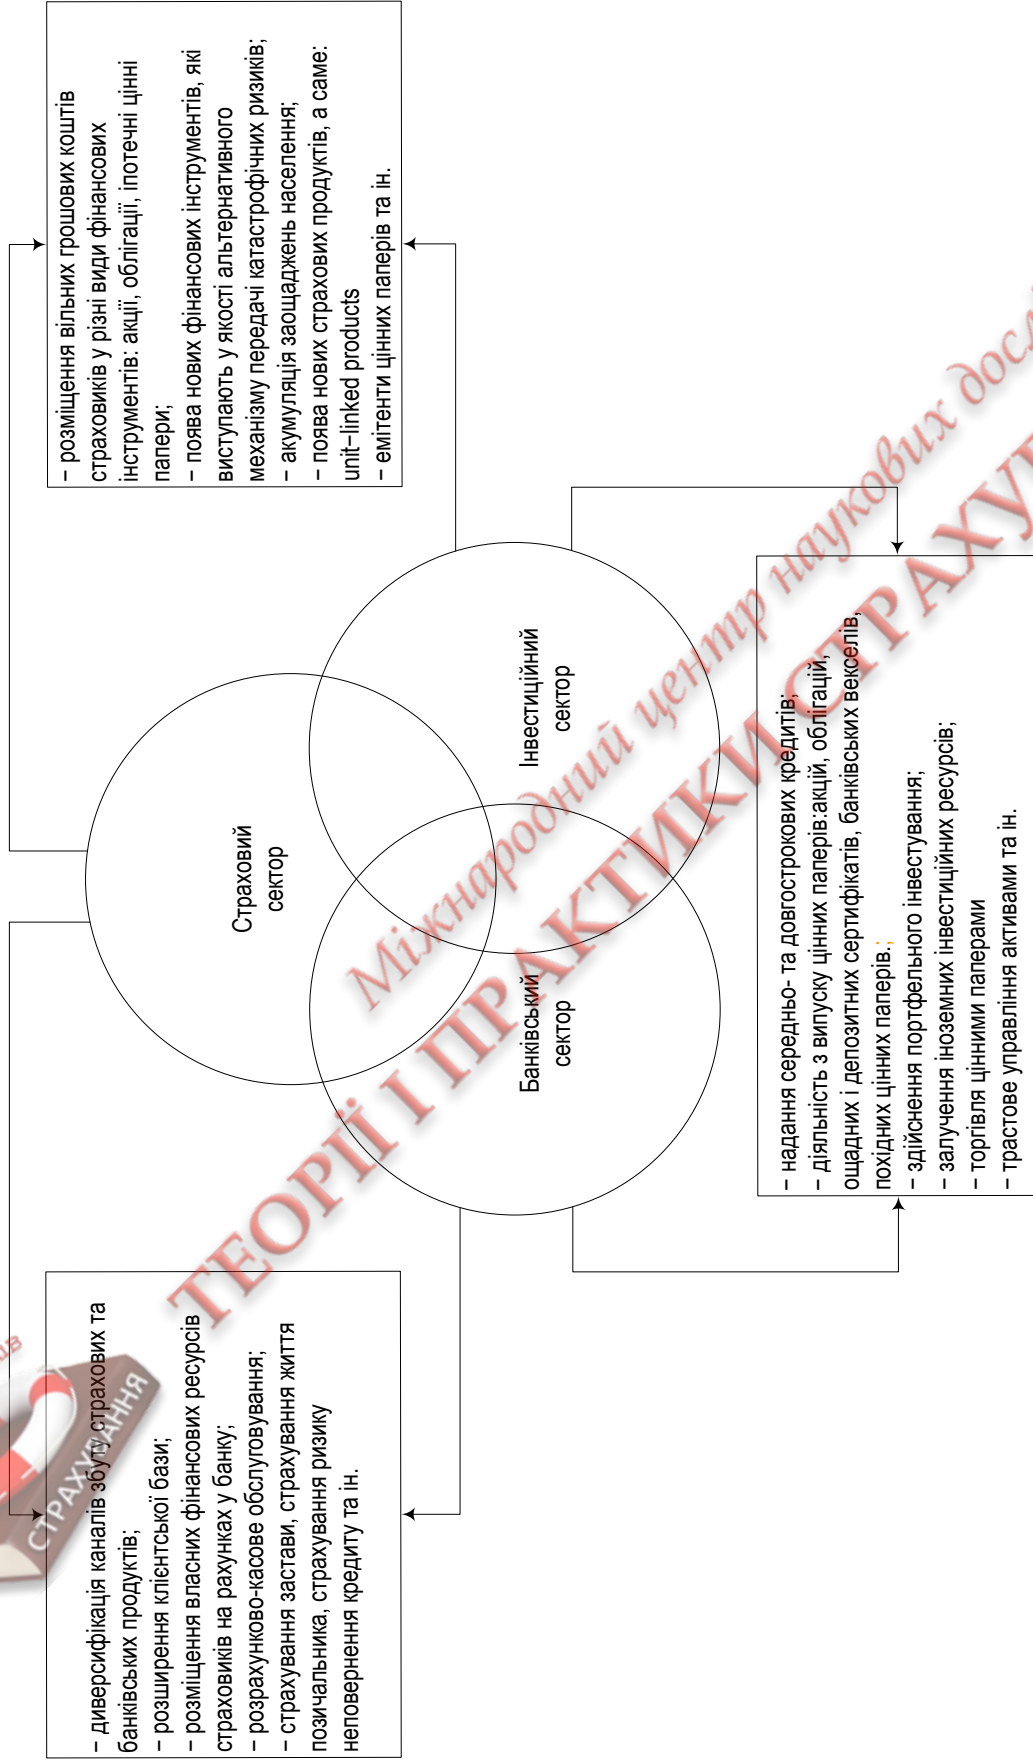 – диверсифікація каналів збуту страхових та
банківських продуктів;
– розширення клієнтської бази;
– розміщення власних фінансових ресурсів
страховиків на рахунках у банку;
– розрахунково-касове обслуговування;
– страхування застави, страхування життя
позичальника, страхування ризику
неповернення кредиту та ін.
Страховий
сектор
– розміщення вільних грошових коштів
страховиків у різні види фінансових
інструментів: акції, облігації, іпотечні цінні
папери;
– поява нових фінансових інструментів, які
виступають у якості альтернативного
механізму передачі катастрофічних ризиків;
– акумуляція заощаджень населення;
– поява нових страхових продуктів, а саме:
unit–linked products
– емітенти цінних паперів та ін.
Банківський
сектор
Інвестиційний
сектор
– надання середньо- та довгострокових кредитів;
– діяльність з випуску цінних паперів:акцій, облігацій,
ощадних і депозитних сертифікатів, банківських векселів,
похідних цінних паперів.;
– здійснення портфельного інвестування;
– залучення іноземних інвестиційних ресурсів;
– торгівля цінними паперами
– трастове управління активами та ін.
СТРАХУВАННЯ
Міжнародний центр наукових
ТЕОРІЇ І ПРАКТИКИ